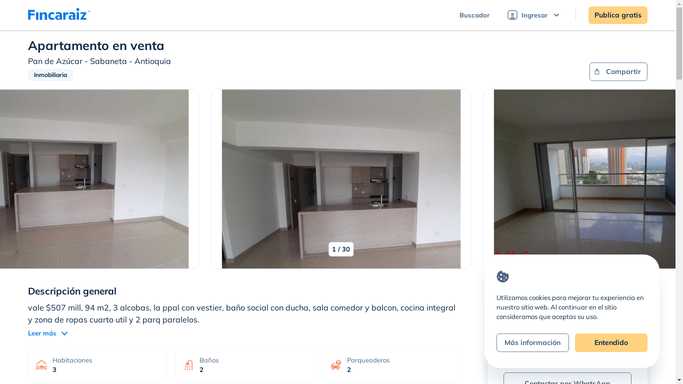 Fincaraiz
Buscador
Ingresar
Publica gratis
Apartamento en venta
Pan de Azúcar - Sabaneta - Antioquia
Inmobiliaria
Compartir
1 / 30
Descripción general
vale $507 mill, 94 m2, 3 alcobas, la ppal con vestier, baño social con ducha, sala comedor y balcon, cocina integral
y zona de ropas cuarto util y 2 parq paralelos.
Leer más
Habitaciones
3
Baños
2
Parqueaderos
2
Utilizamos cookies para mejorar tu experiencia en
nuestro sitio web. Al continuar en el sitio
consideramos que aceptas su uso.
Más información
Entendido
Contactar por WhatsApp